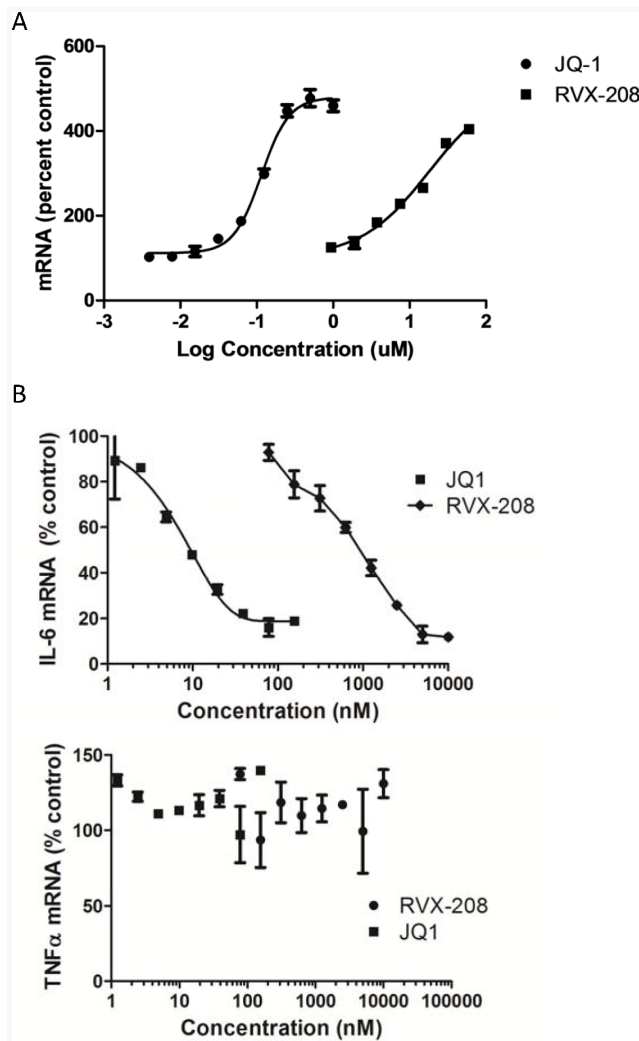 A
600
400
200
0
mRNA (percent control)
-3 -2 -1 0 1 2
Log Concentration (uM)
JQ-1
RVX-208
B
100
80
60
40
20
0
IL-6 mRNA (% control)
1 10 100 1000 10000
Concentration (nM)
JQ1
RVX-208
150
100
50
0
TNFα mRNA (% control)
1 10 100 1000 10000 100000
Concentration (nM)
RVX-208
JQ1